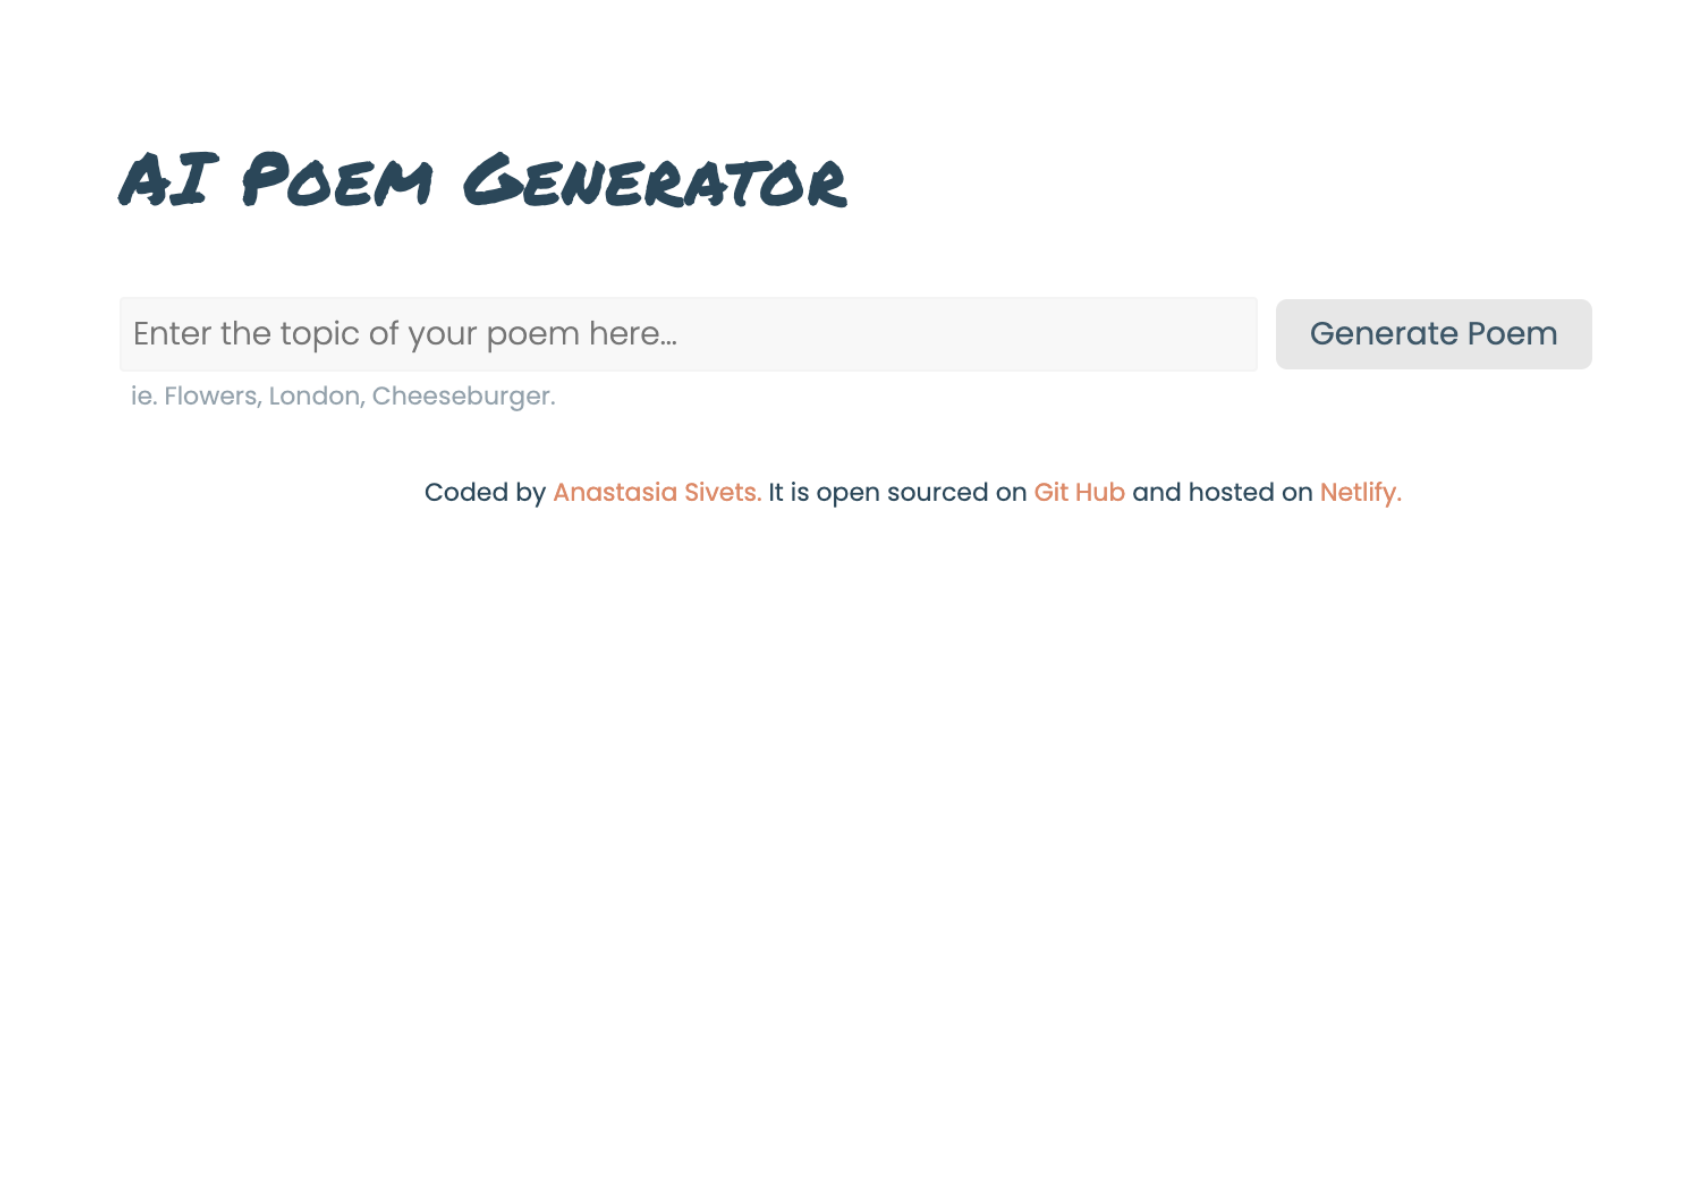 AI Poem Generator
Enter the topic of your poem here...
Generate Poem
ie. Flowers, London, Cheeseburger.
Coded by Anastasia Sivets. It is open sourced on Git Hub and hosted on Netlify.